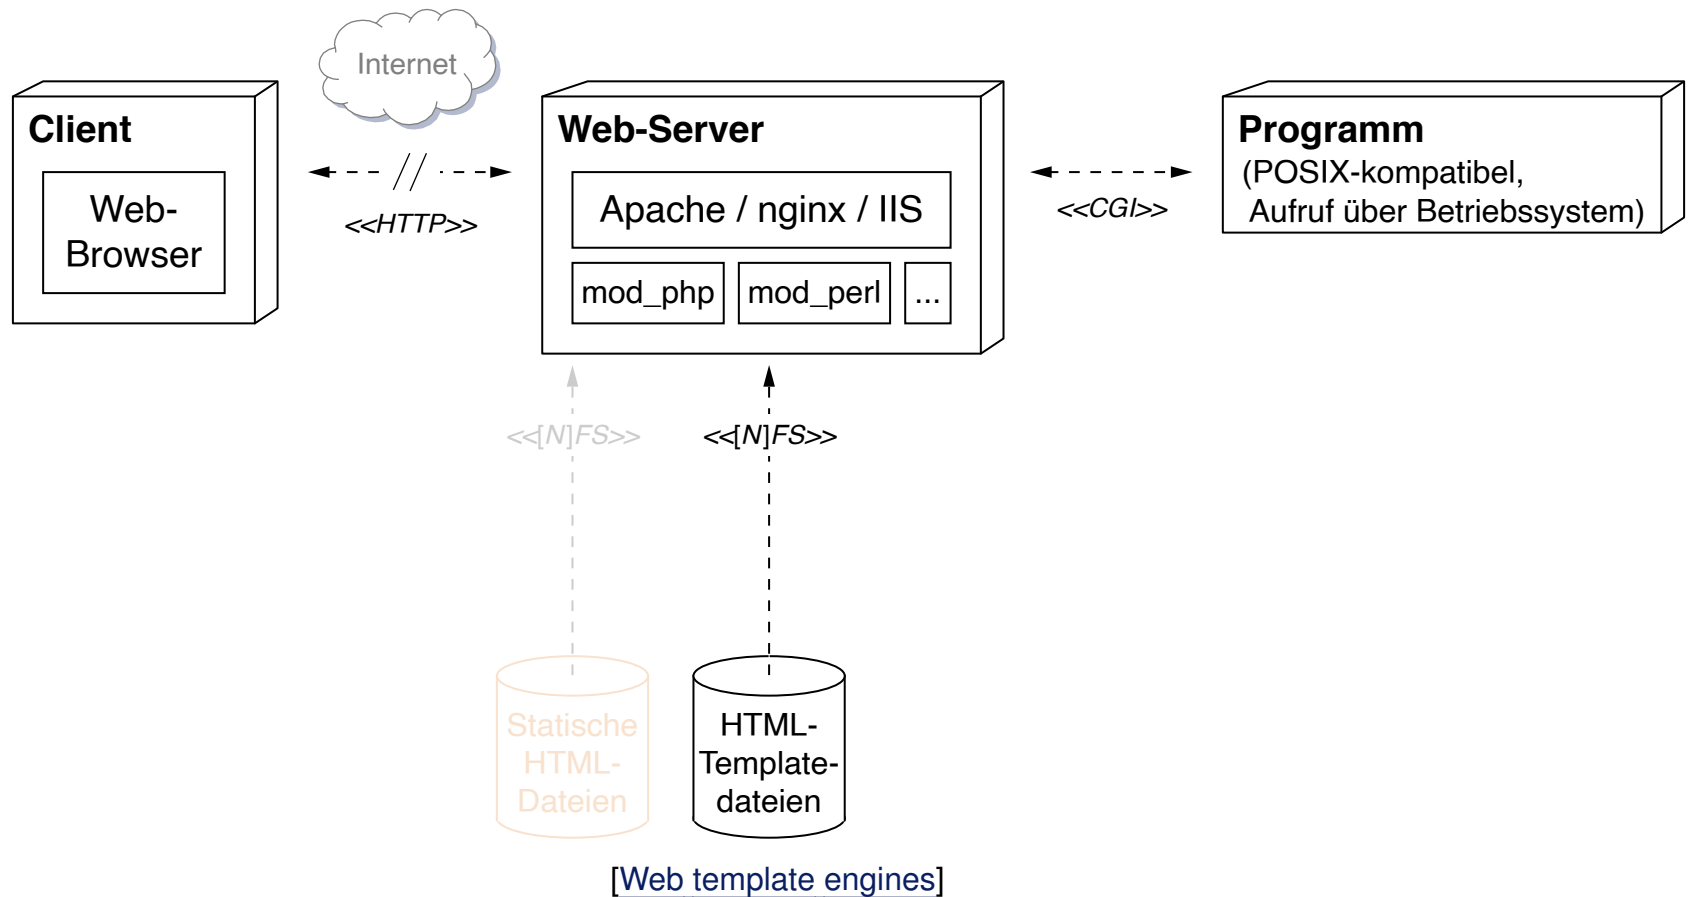 Internet
Client
Web-
Browser
<<HTTP>>
Web-Server
Apache / nginx / IIS
mod_php
mod_perl
...
<<CGI>>
Programm
(POSIX-kompatibel,
Aufruf über Betriebssystem)
<<[N]FS>>
<<[N]FS>>
Statische
HTML-
Dateien
HTML-
Template-
dateien
[Web template engines]